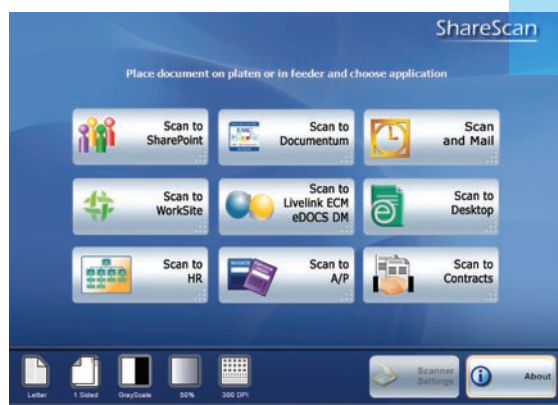 ShareScan
Place document on platen or in feeder and choose application
Scan to
SharePoint
EMC
Scan to
Documentum
Scan
and Mail
Scan to
WorkSite
Scan to
Livelink ECM
eDOCS DM
Scan to
Desktop
Scan to
HR
Scan to
A/P
Scan to
Contracts
Letter
1 Sided
GrayScale
50%
300 DPI
Scanner
Settings
About